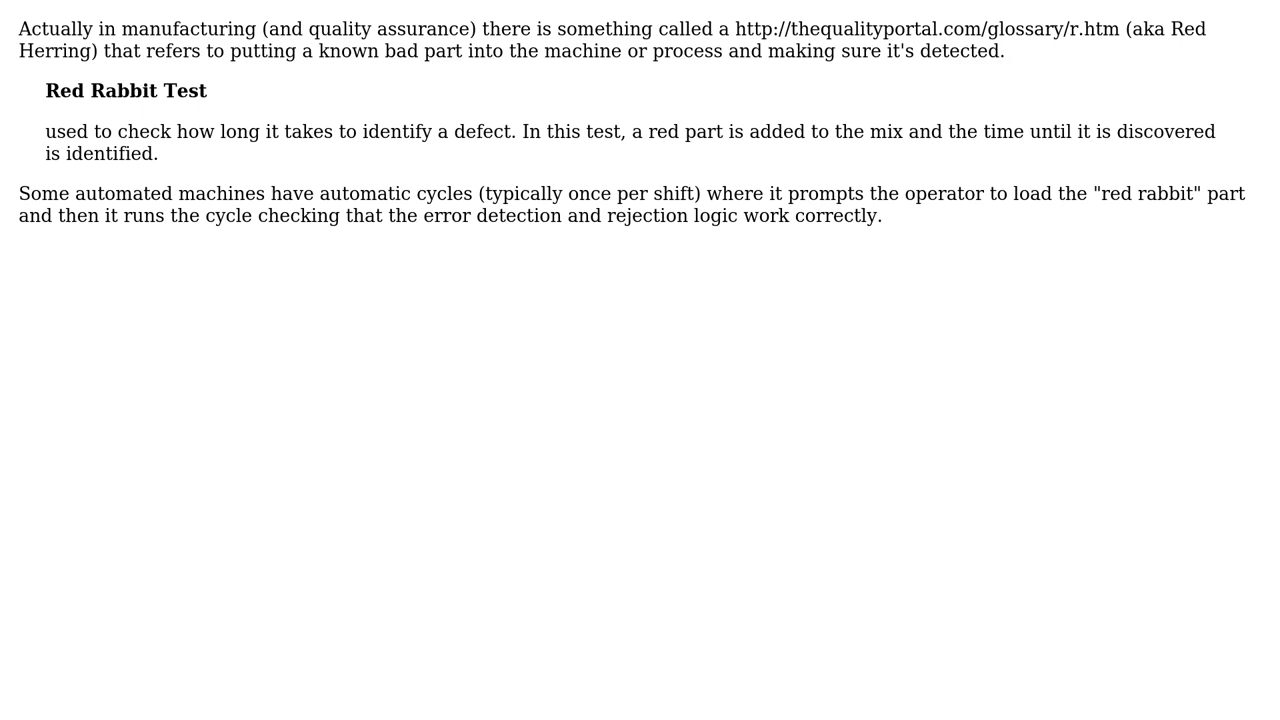 Actually in manufacturing (and quality assurance) there is something called a http://thequalityportal.com/glossary/r.htm (aka Red
Herring) that refers to putting a known bad part into the machine or process and making sure it's detected.
Red Rabbit Test
used to check how long it takes to identify a defect. In this test, a red part is added to the mix and the time until it is discovered
is identified.
Some automated machines have automatic cycles (typically once per shift) where it prompts the operator to load the "red rabbit" part
and then it runs the cycle checking that the error detection and rejection logic work correctly.